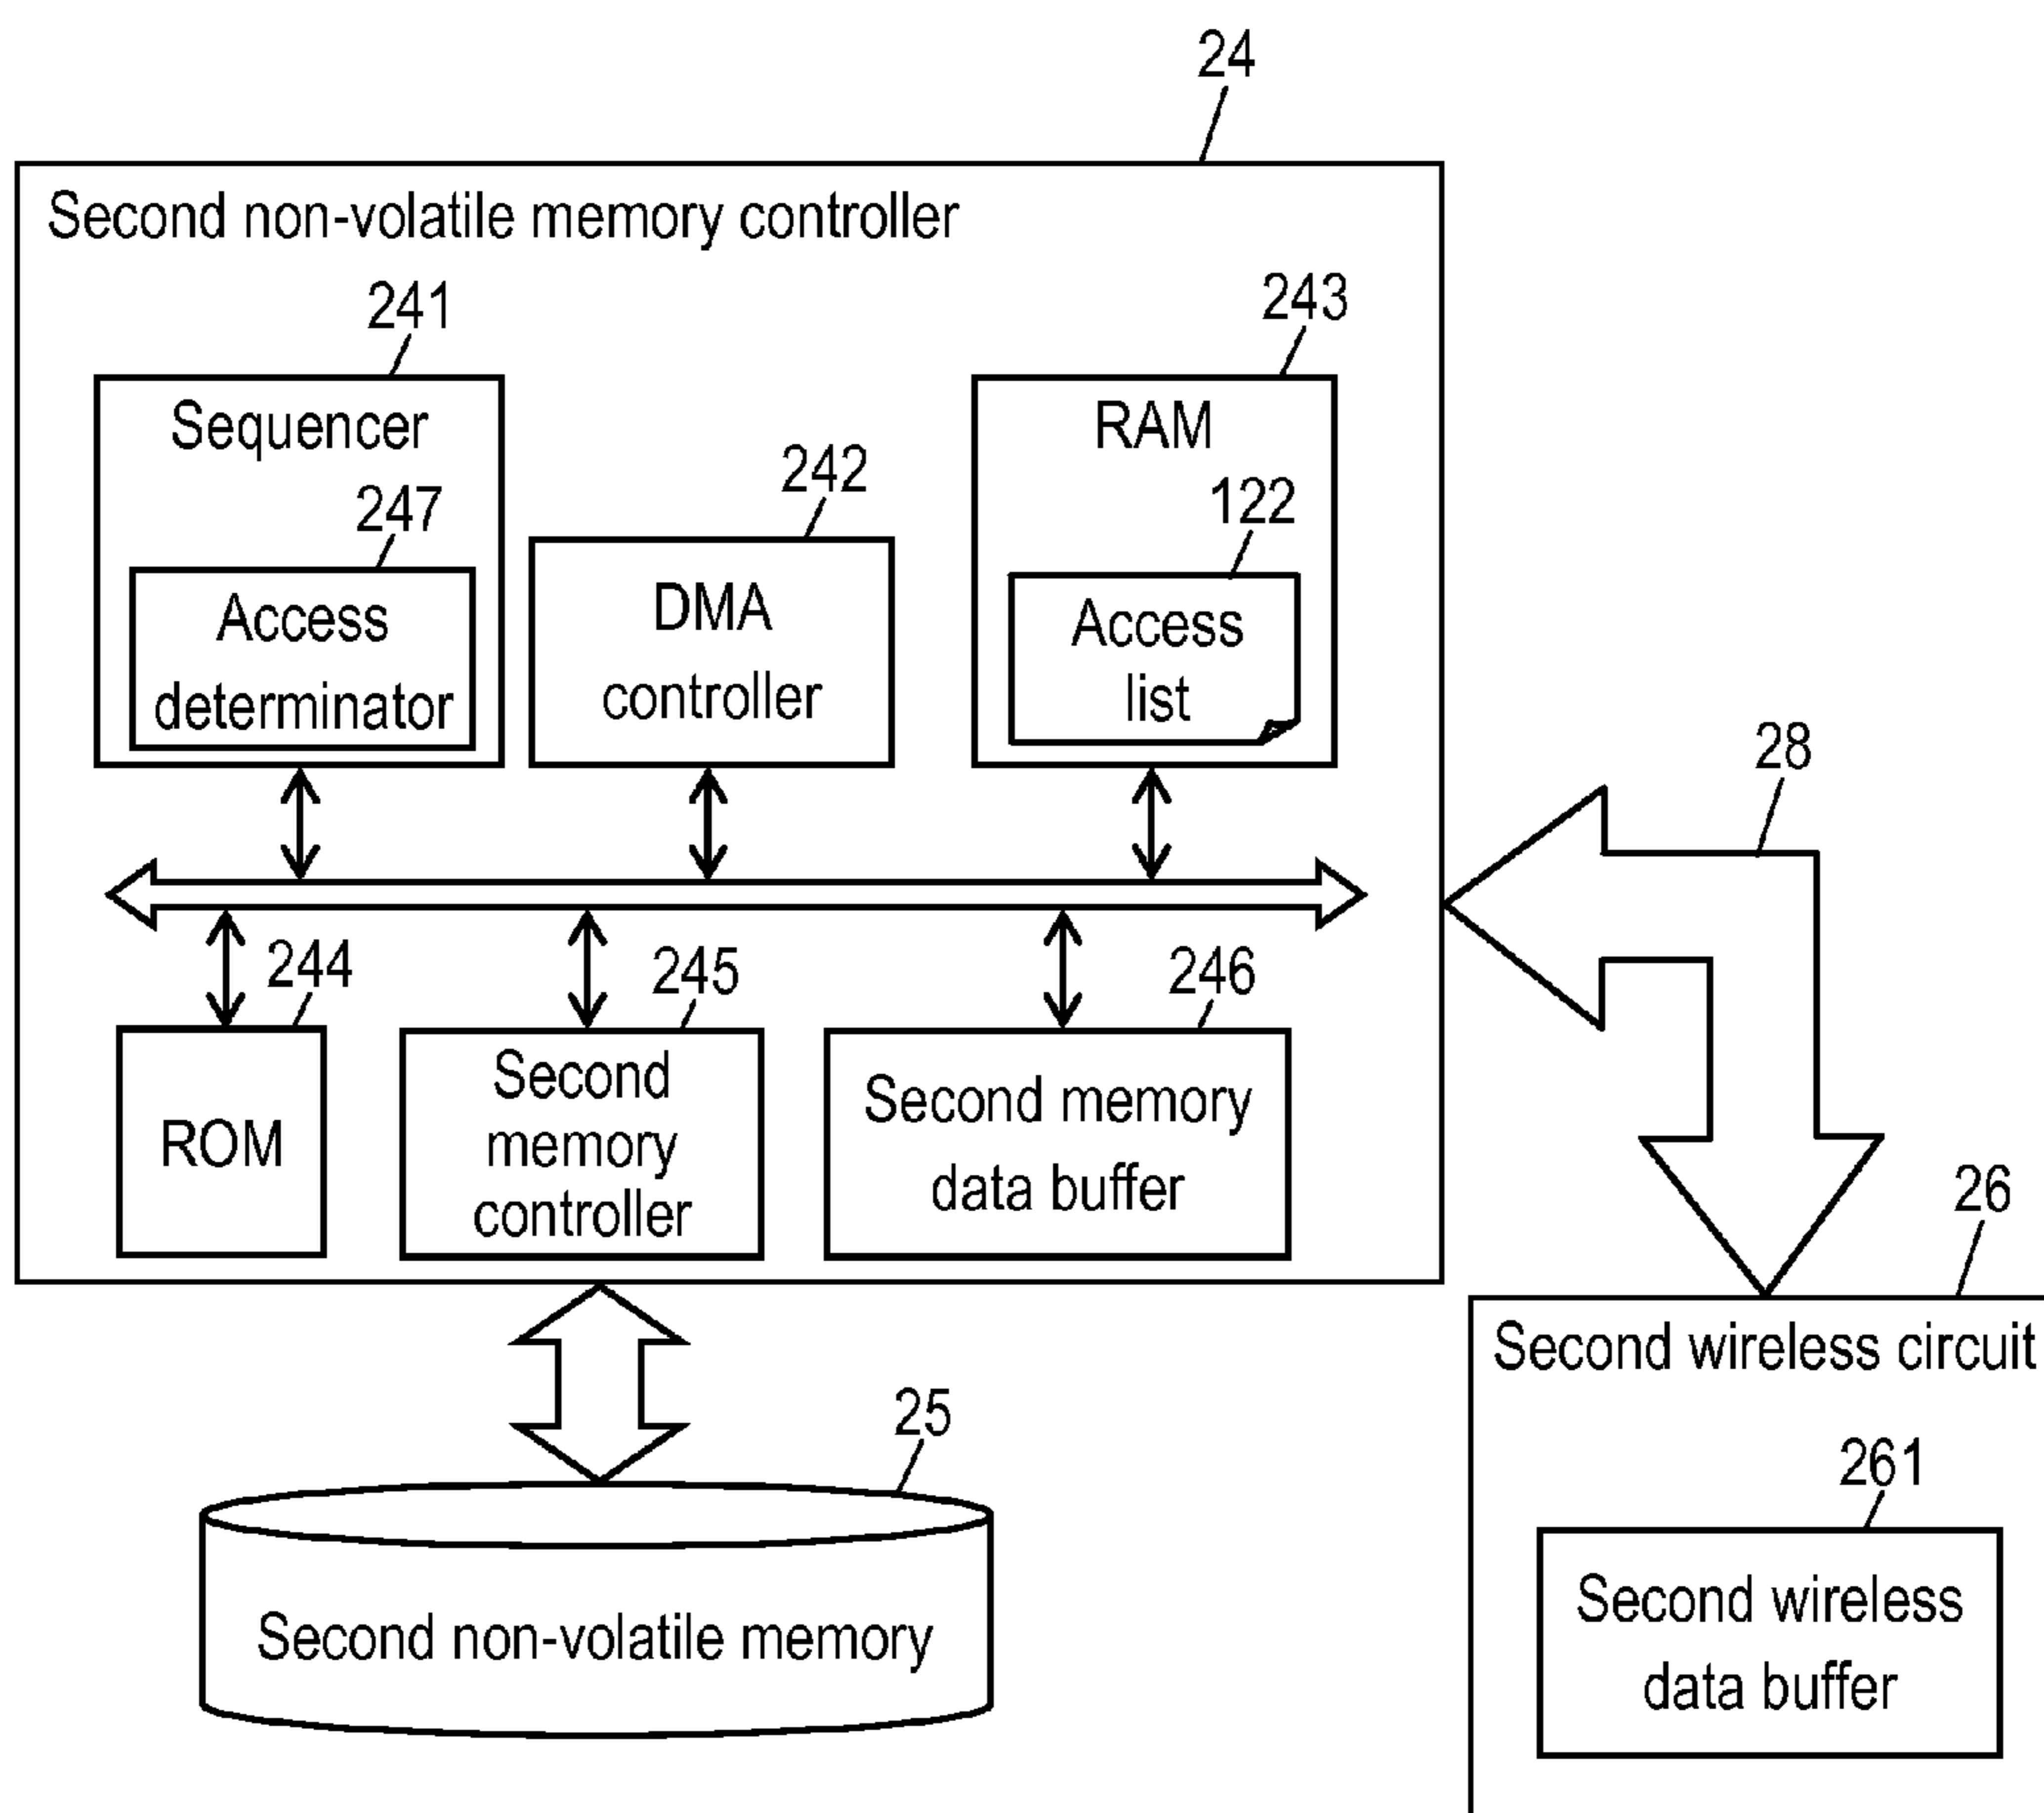 24
Second non-volatile memory controller
241
243
Sequencer
RAM
242
247
122
Access
determinator
DMA
controller
Access
list
28
244
245
246
ROM
Second
memory
controller
Second memory
data buffer
26
Second wireless circuit
25
261
Second non-volatile memory
Second wireless
data buffer